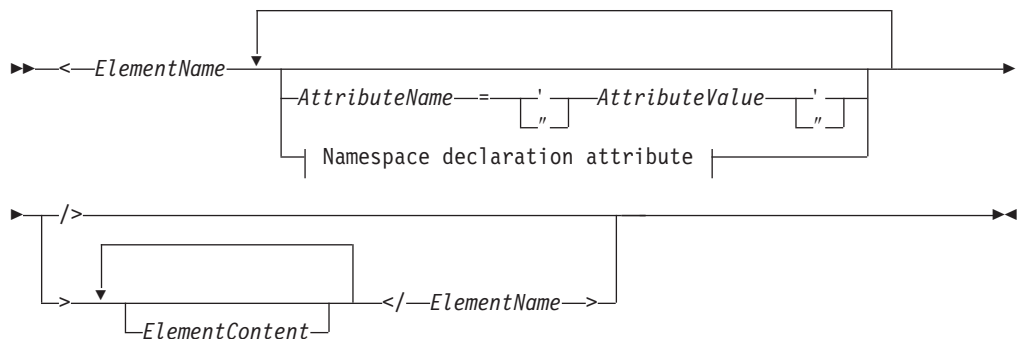 < ElementName
AttributeName = ' AttributeValue '
" "
Namespace declaration attribute
/>
> </ ElementName >
ElementContent